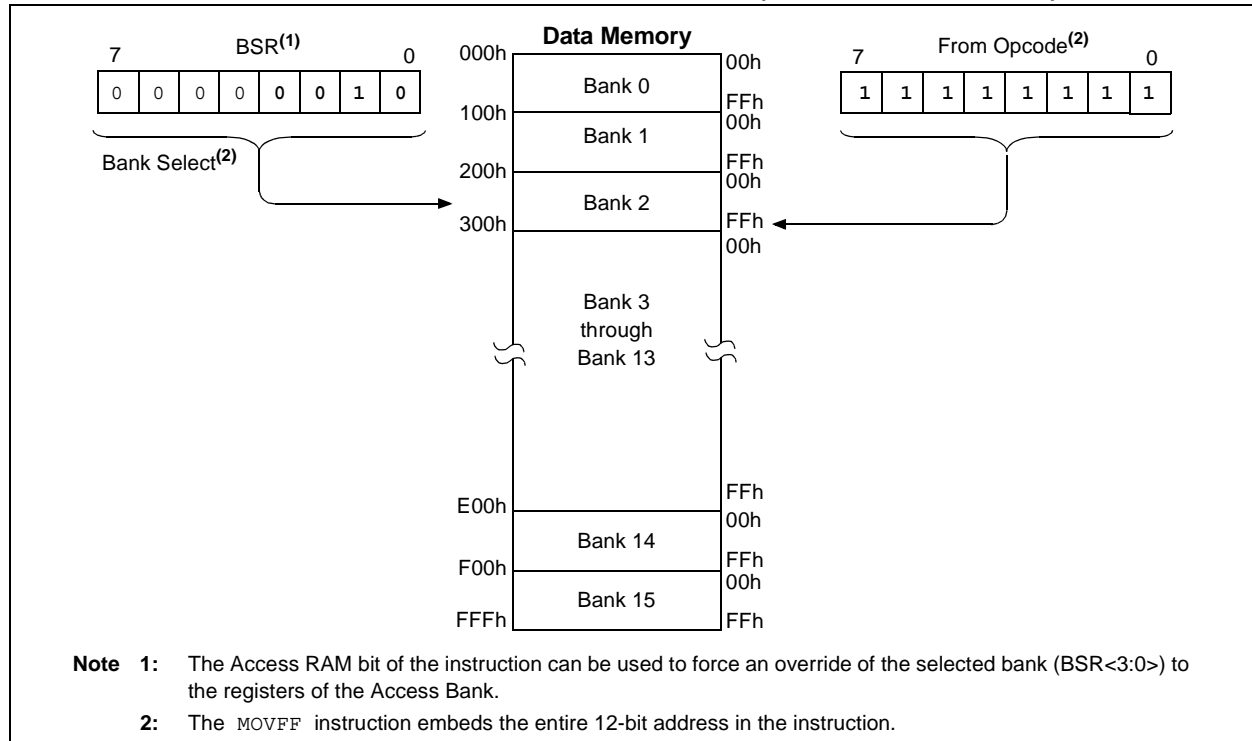 Data Memory
7 BSR(1) 0
0 0 0 0 0 0 1 0
Bank Select(2)
7 From Opcode(2) 0
1 1 1 1 1 1 1 1
000h 00h
Bank 0
FFh
100h 00h
Bank 1
FFh
200h 00h
Bank 2
FFh
300h
00h
Bank 3
through
Bank 13
FFh
E00h
00h
Bank 14
FFh
F00h
00h
Bank 15
FFFh FFh
Note 1: The Access RAM bit of the instruction can be used to force an override of the selected bank (BSR<3:0>) to
the registers of the Access Bank.
2: The MOVFF instruction embeds the entire 12-bit address in the instruction.